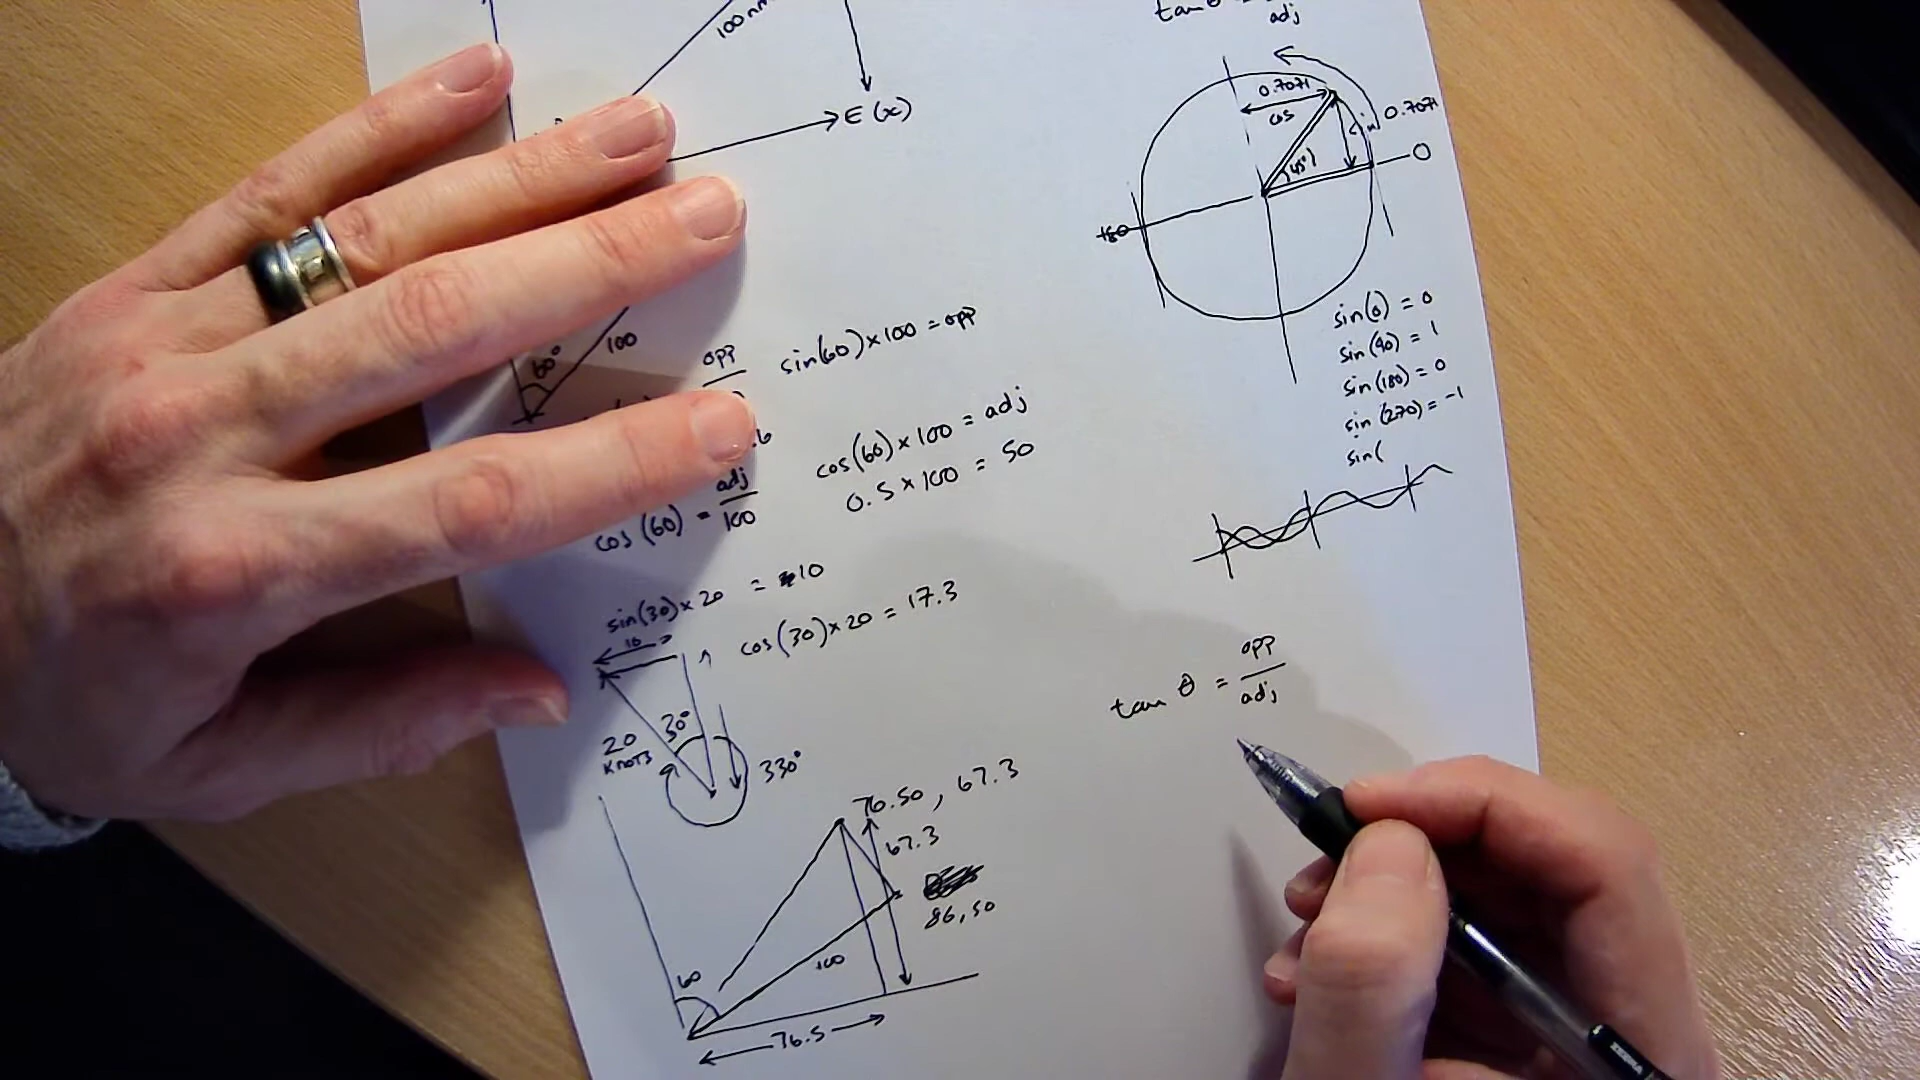 100nm
E (x)
60°
100
opp
sin(60) × 100 = opp
cos(60) × 100 = adj
0.5 × 100 = 50
cos (60) = adj
100
sin(30) × 20 = 10
cos(30) × 20 = 17.3
10
30°
20
KNOTS
330°
76.50, 67.3
67.3
86,50
60
100
76.5
tan θ =
adj
0.7071
cos
sin
0.7071
45°
0
180
sin(0) = 0
sin(90) = 1
sin(180) = 0
sin(270) = -1
sin(
tan θ = opp
adj
ZEBRA